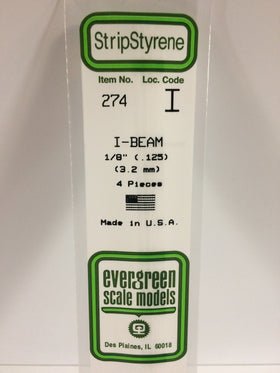 StripStyrene
Item No. Loc. Code
274 I
I-BEAM
1/8" (.125)
(3.2 mm)
4 Pieces
Made in U.S.A.
evergreen
scale models
Des Plaines, IL 60018